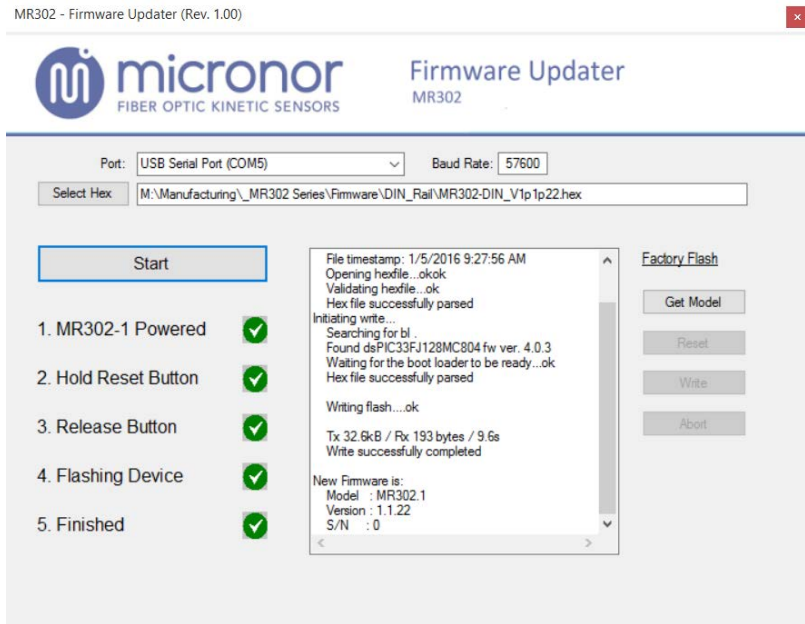 MR302 - Firmware Updater (Rev. 1.00)
micronor
FIBER OPTIC KINETIC SENSORS
Firmware Updater
MR302
Port: USB Serial Port (COM5) Baud Rate: 57600
Select Hex M:\Manufacturing\_MR302 Series\Firmware\DIN_Rail\MR302-DIN_V1p1p22.hex
Start
1. MR302-1 Powered
2. Hold Reset Button
3. Release Button
4. Flashing Device
5. Finished
File timestamp: 1/5/2016 9:27:56 AM
Opening hexfile...okok
Validating hexfile...ok
Hex file successfully parsed
Initiating write...
Searching for bl .
Found dsPIC33FJ128MC804 fw ver. 4.0.3
Waiting for the boot loader to be ready...ok
Hex file successfully parsed
Writing flash....ok
Tx 32.6kB / Rx 193 bytes / 9.6s
Write successfully completed
New Firmware is:
Model : MR302.1
Version : 1.1.22
S/N : 0
Factory Flash
Get Model
Reset
Write
Abort